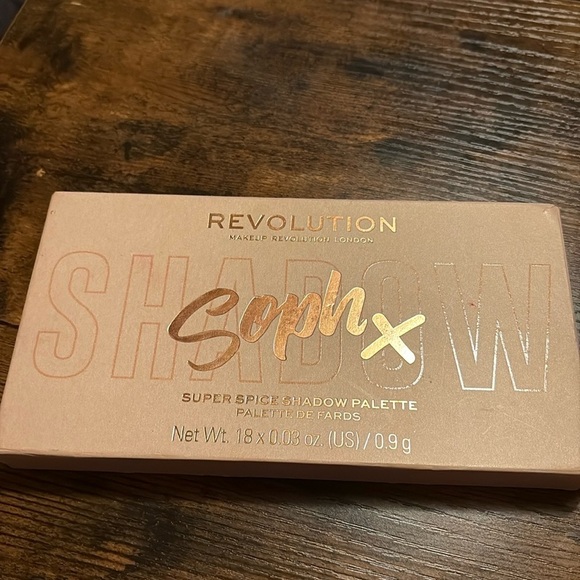 REVOLUTION
MAKEUP REVOLUTION LONDON
SHADOW
Soph X
SUPER SPICE SHADOW PALETTE
PALETTE DE FARDS
Net Wt. 18 x 0.03 oz. (US) / 0.9 g